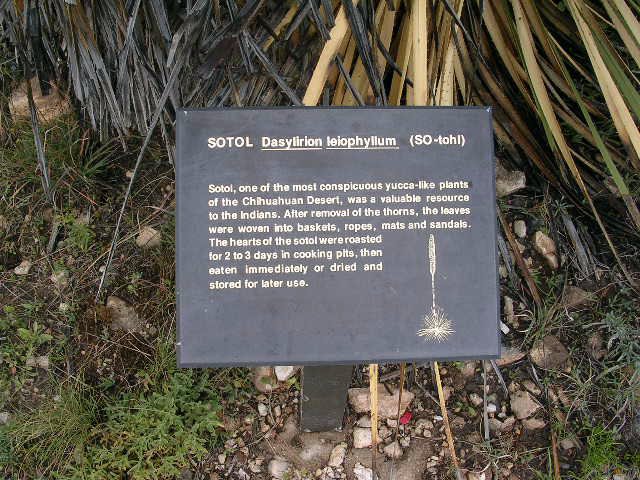 SOTOL Dasylirion leiophyllum (SO-tohl)
Sotol, one of the most conspicuous yucca-like plants
of the Chihuahuan Desert, was a valuable resource
to the Indians. After removal of the thorns, the leaves
were woven into baskets, ropes, mats and sandals.
The hearts of the sotol were roasted
for 2 to 3 days in cooking pits, then
eaten immediately or dried and
stored for later use.